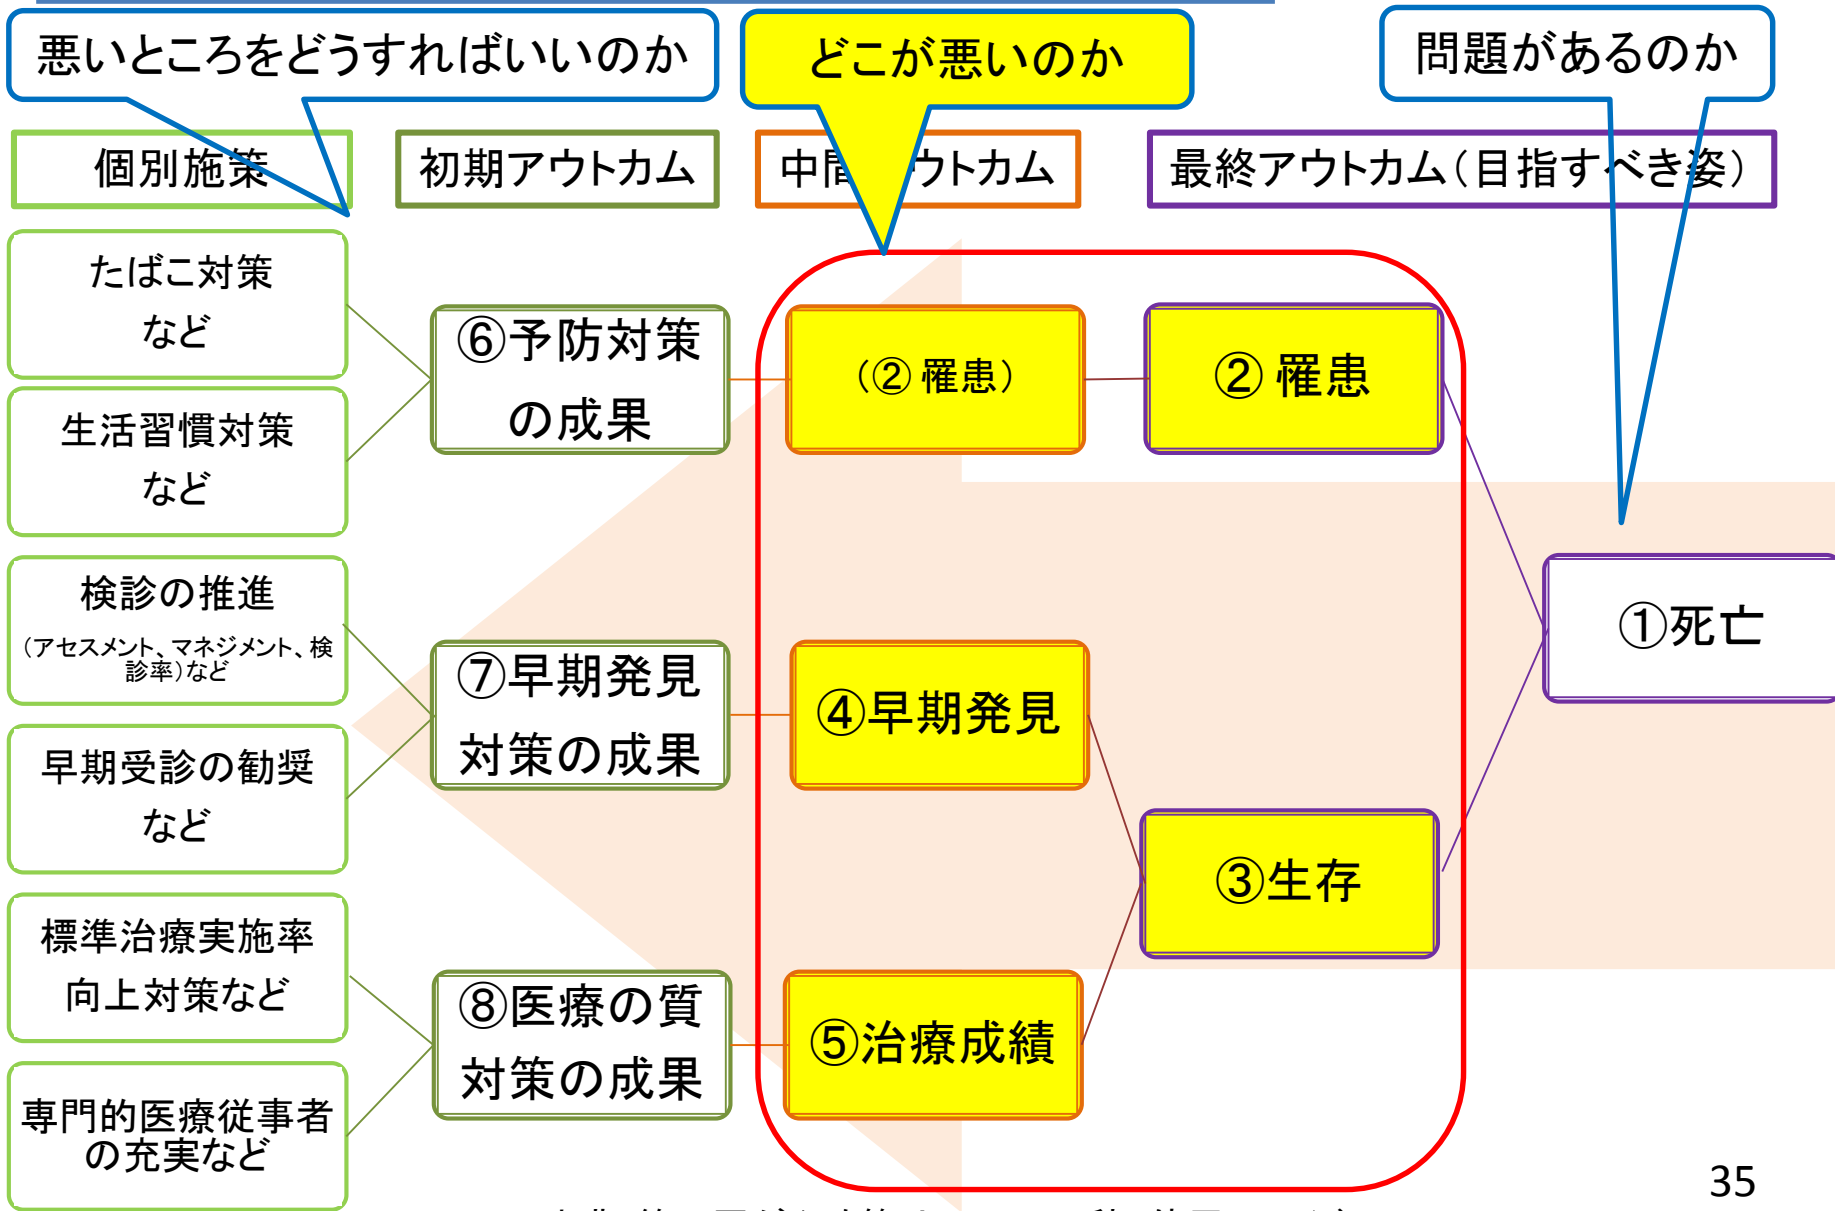 悪いところをどうすればいいのか
どこが悪いのか
問題があるのか
個別施策
初期アウトカム
中間 ウトカム
最終アウトカム(目指すべき姿)
たばこ対策
など
生活習慣対策
など
検診の推進
(アセスメント、マネジメント、検
診率)など
早期受診の勧奨
など
標準治療実施率
向上対策など
専門的医療従事者
の充実など
⑥予防対策
の成果
⑦早期発見
対策の成果
⑧医療の質
対策の成果
(②罹患)
④早期発見
⑤治療成績
②罹患
③生存
①死亡
35